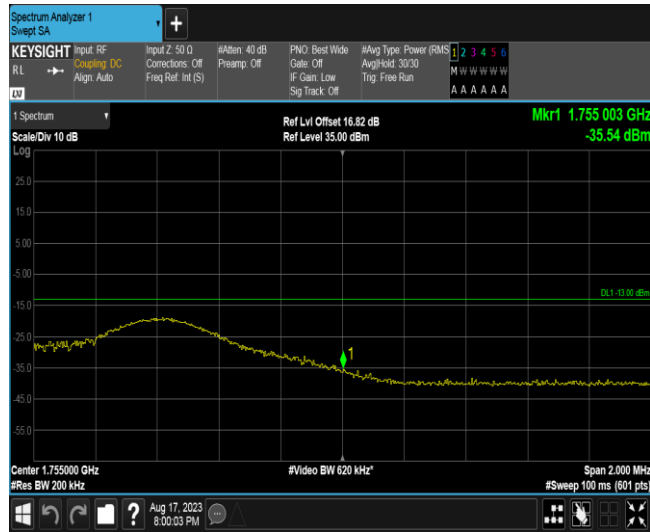 Spectrum Analyzer 1
Swept SA
+
KEYSIGHT
RL
LXI
Input: RF
Coupling: DC
Align: Auto
Input Z: 50 Ω
Corrections: Off
Freq Ref: Int (S)
#Atten: 40 dB
Preamp: Off
PNO: Best Wide
Gate: Off
IF Gain: Low
Sig Track: Off
#Avg Type: Power (RMS
Avg|Hold: 30/30
Trig: Free Run
1 2 3 4 5 6
M W W W W W
A A A A A A
1 Spectrum
Scale/Div 10 dB
Ref Lvl Offset 16.82 dB
Ref Level 35.00 dBm
Mkr1 1.755 003 GHz
-35.54 dBm
Log
25.0
15.0
5.00
-5.00
DL1 -13.00 dBm
-15.0
-25.0
1
-35.0
-45.0
-55.0
Center 1.755000 GHz
#Video BW 620 kHz*
Span 2.000 MHz
#Res BW 200 kHz
#Sweep 100 ms (601 pts)
?
Aug 17, 2023
8:00:03 PM